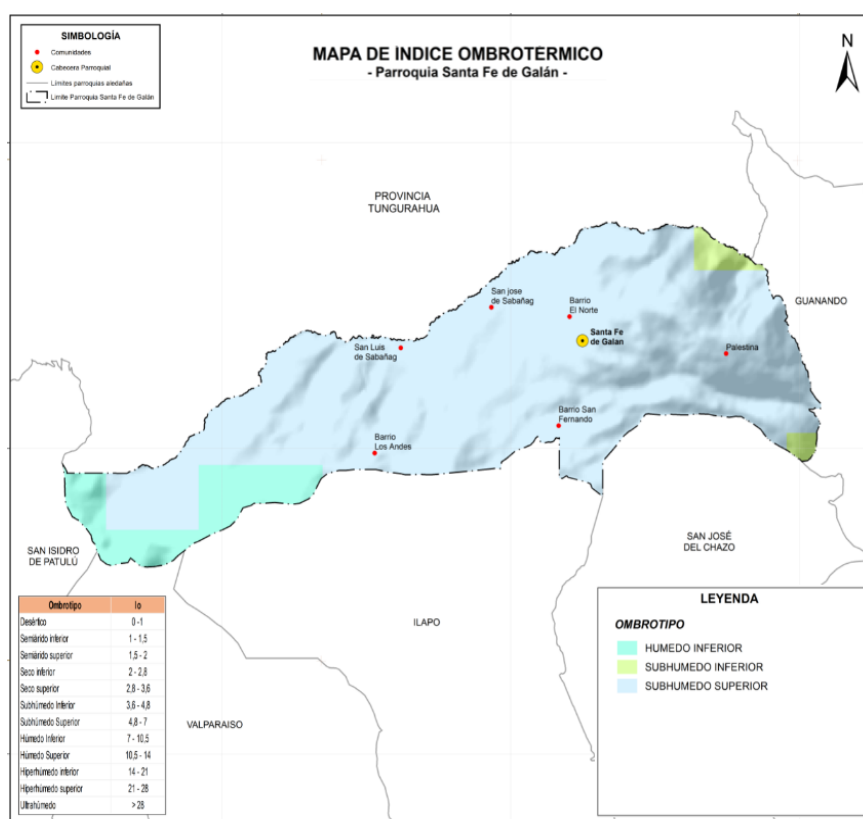 SIMBOLOGÍA
Comunidades
Cabecera Parroquial
Límites parroquias aledañas
Límite Parroquia Santa Fe de Galán
MAPA DE INDICE OMBROTERMICO
- Parroquia Santa Fe de Galán -
N
PROVINCIA
TUNGURAHUA
GUANANDO
San jose
de Sabañag
Barrio
El Norte
Santa Fe
de Galan
San Luis
de Sabañag
Palestina
Barrio San
Fernando
Barrio
Los Andes
SAN ISIDRO
DE PATULÚ
SAN JOSÉ
DEL CHAZO
ILAPO
VALPARAISO
Ombrotipo Io
Desértico 0 -1
Semiárido inferior 1 - 1,5
Semiárido superior 1,5 - 2
Seco inferior 2 - 2,8
Seco superior 2,8 - 3,6
Subhúmedo Inferior 3,6 - 4,8
Subhúmedo Superior 4,8 - 7
Húmedo Inferior 7 - 10,5
Húmedo Superior 10,5 - 14
Hiperhúmedo inferior 14 - 21
Hiperhúmedo superior 21 - 28
Ultrahúmedo > 28
LEYENDA
OMBROTIPO
HUMEDO INFERIOR
SUBHUMEDO INFERIOR
SUBHUMEDO SUPERIOR